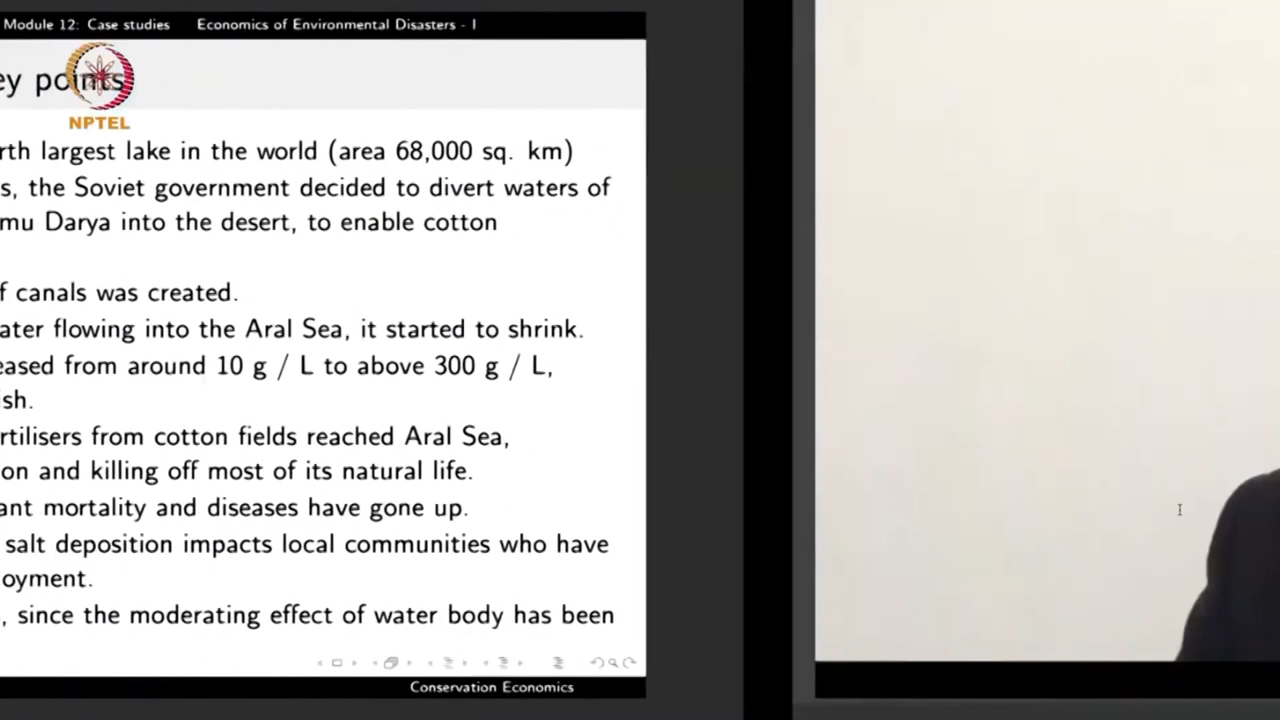 Module 12: Case studies Economics of Environmental Disasters - I
ey points
NPTEL
rth largest lake in the world (area 68,000 sq. km)
s, the Soviet government decided to divert waters of
mu Darya into the desert, to enable cotton
f canals was created.
ater flowing into the Aral Sea, it started to shrink.
eased from around 10 g / L to above 300 g / L,
ish.
rtilisers from cotton fields reached Aral Sea,
on and killing off most of its natural life.
ant mortality and diseases have gone up.
salt deposition impacts local communities who have
oyment.
, since the moderating effect of water body has been
Conservation Economics